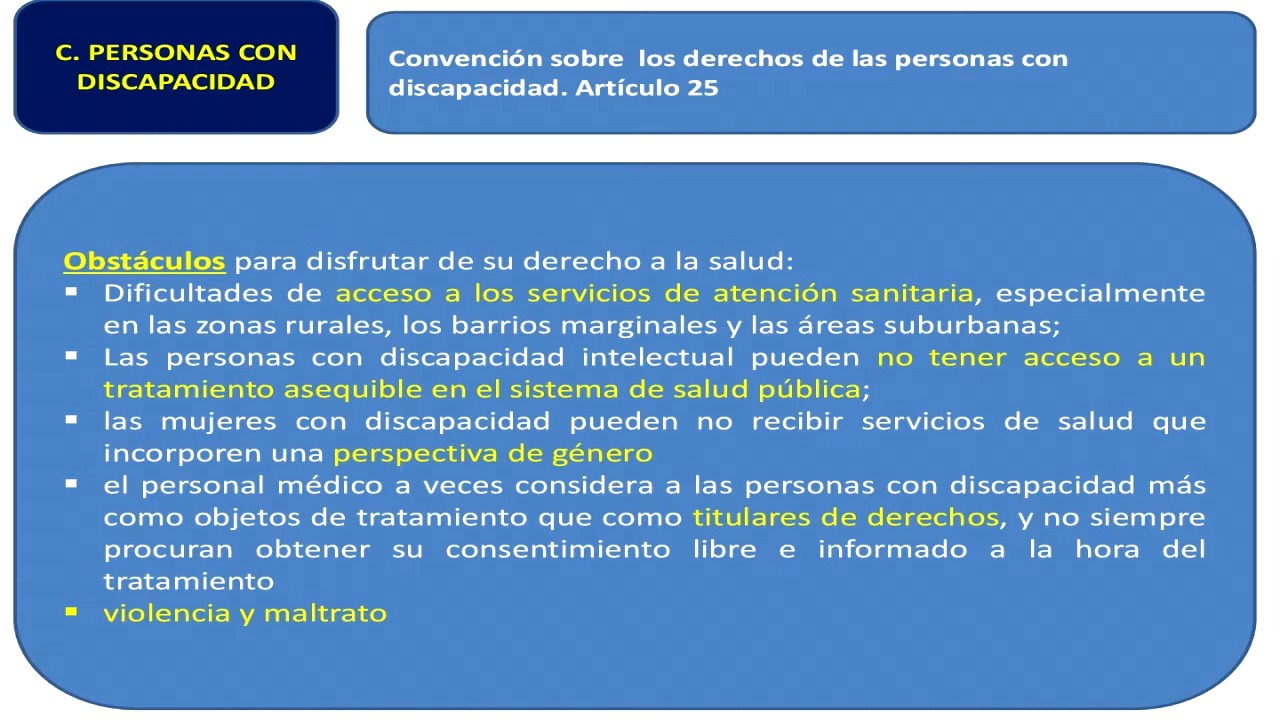 C. PERSONAS CON
DISCAPACIDAD
Convención sobre los derechos de las personas con
discapacidad. Artículo 25
Obstáculos para disfrutar de su derecho a la salud:
▪ Dificultades de acceso a los servicios de atención sanitaria, especialmente
en las zonas rurales, los barrios marginales y las áreas suburbanas;
▪ Las personas con discapacidad intelectual pueden no tener acceso a un
tratamiento asequible en el sistema de salud pública;
▪ las mujeres con discapacidad pueden no recibir servicios de salud que
incorporen una perspectiva de género
▪ el personal médico a veces considera a las personas con discapacidad más
como objetos de tratamiento que como titulares de derechos, y no siempre
procuran obtener su consentimiento libre e informado a la hora del
tratamiento
▪ violencia y maltrato